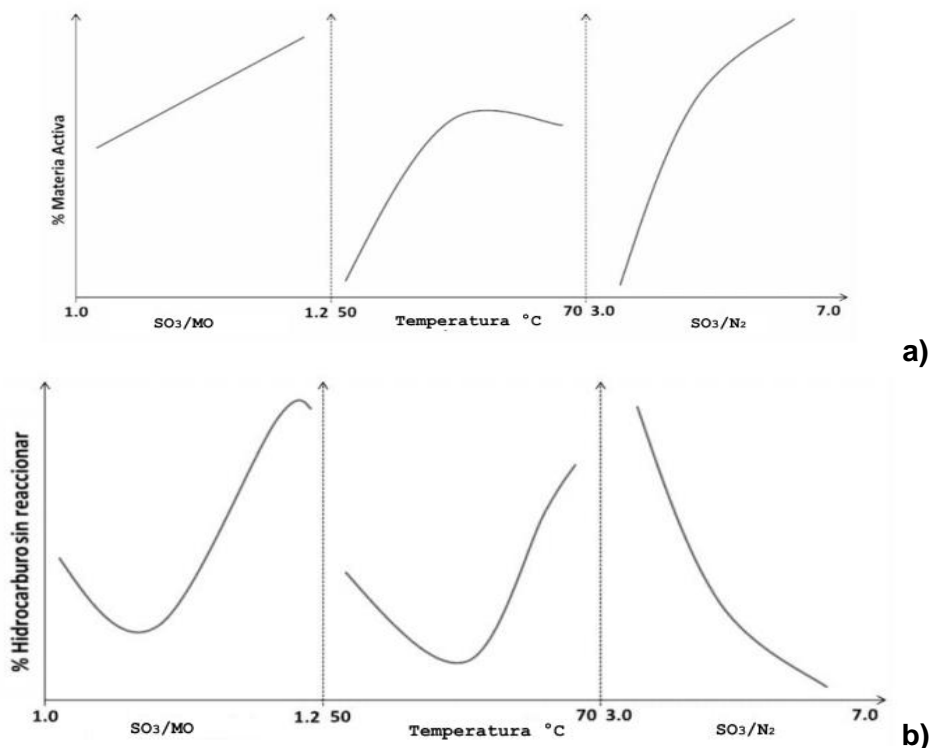 % Materia Activa
1.0 1.2 50 70 3.0 7.0
SO₃/MO Temperatura °C SO₃/N₂
a)
% Hidrocarburo sin reaccionar
1.0 1.2 50 70 3.0 7.0
SO₃/MO Temperatura °C SO₃/N₂
b)